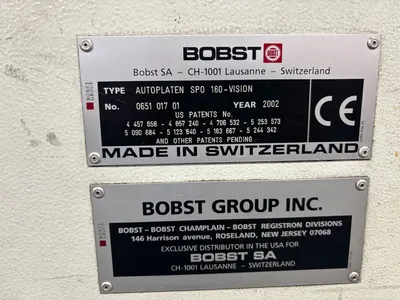 BOBST
Bobst SA – CH-1001 Lausanne – Switzerland
TYPE AUTOPLATEN SPO 160-VISION
No. 0651 017 01 YEAR 2002
US PATENTS No.
4 457 658 - 4 657 240 - 4 706 532 - 5 253 573
5 090 684 - 5 123 640 - 5 163 667 - 5 244 342
AND OTHER PATENTS PENDING
CE
MADE IN SWITZERLAND
BOBST GROUP INC.
BOBST – BOBST CHAMPLAIN – BOBST REGISTRON DIVISIONS
146 Harrison avenue, ROSELAND, NEW JERSEY 07068
EXCLUSIVE DISTRIBUTOR IN THE USA FOR
BOBST SA
CH-1001 LAUSANNE – SWITZERLAND